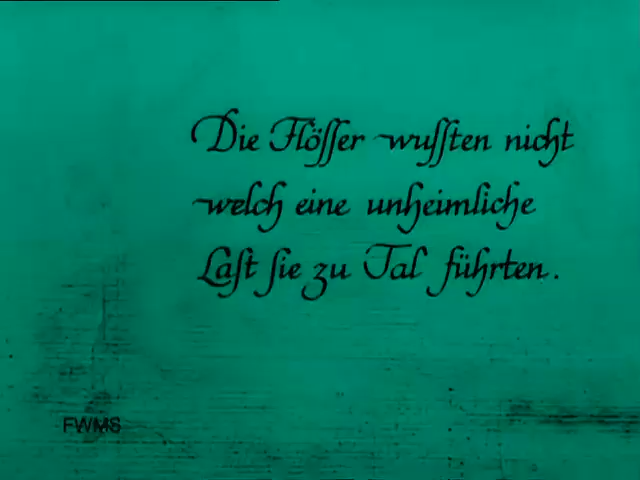 Die Flöſſer wuſſten nicht
welch eine unheimliche
Laſt ſie zu Tal führten.
FWMS